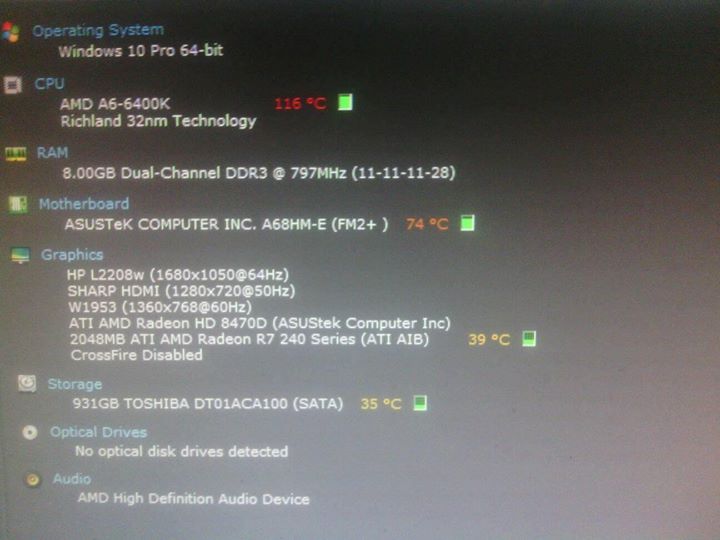 Operating System
Windows 10 Pro 64-bit
CPU
AMD A6-6400K 116 °C
Richland 32nm Technology
RAM
8.00GB Dual-Channel DDR3 @ 797MHz (11-11-11-28)
Motherboard
ASUSTeK COMPUTER INC. A68HM-E (FM2+ ) 74 °C
Graphics
HP L2208w (1680x1050@64Hz)
SHARP HDMI (1280x720@50Hz)
W1953 (1360x768@60Hz)
ATI AMD Radeon HD 8470D (ASUStek Computer Inc)
2048MB ATI AMD Radeon R7 240 Series (ATI AIB) 39 °C
CrossFire Disabled
Storage
931GB TOSHIBA DT01ACA100 (SATA) 35 °C
Optical Drives
No optical disk drives detected
Audio
AMD High Definition Audio Device